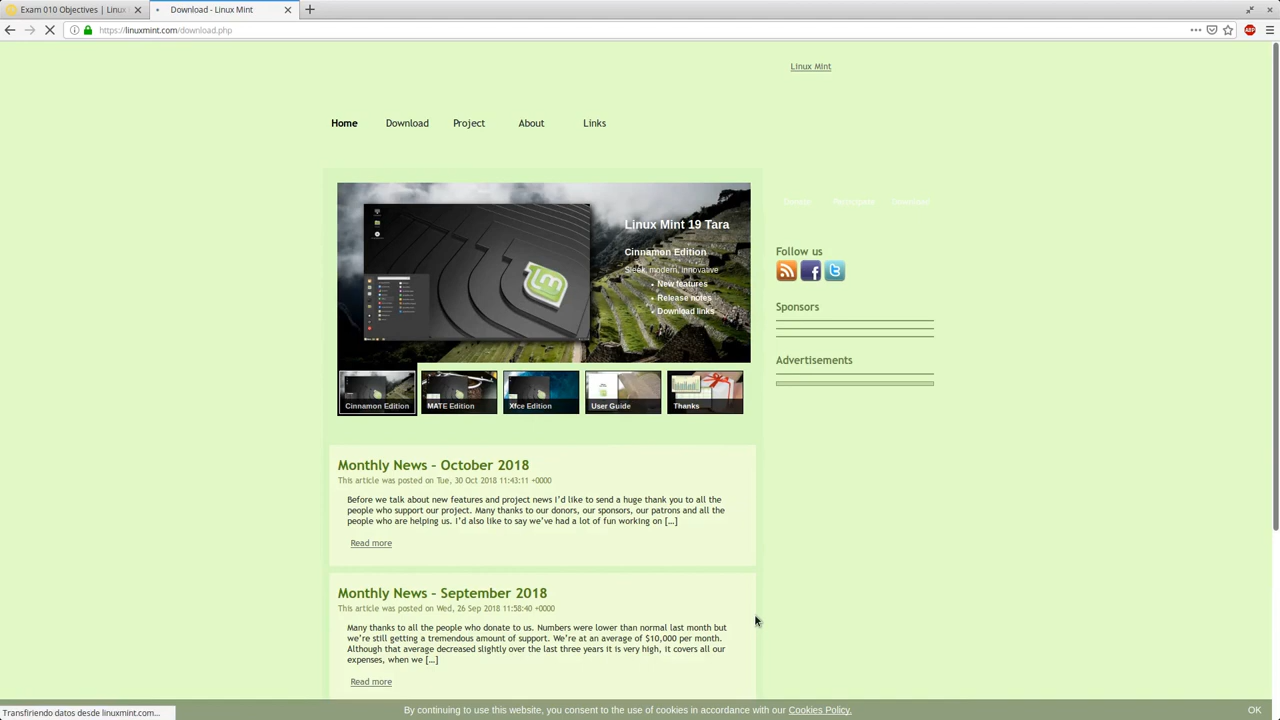 Exam 010 Objectives | Linux
Download - Linux Mint
https://linuxmint.com/download.php
Linux Mint
Home Download Project About Links
Linux Mint 19 Tara
Cinnamon Edition
Sleek, modern, innovative
New features
Release notes
Download links
Cinnamon Edition
MATE Edition
Xfce Edition
User Guide
Thanks
Follow us
Sponsors
Advertisements
Monthly News – October 2018
This article was posted on Tue, 30 Oct 2018 11:43:11 +0000
Before we talk about new features and project news I'd like to send a huge thank you to all the
people who support our project. Many thanks to our donors, our sponsors, our patrons and all the
people who are helping us. I'd also like to say we've had a lot of fun working on […]
Read more
Monthly News – September 2018
This article was posted on Wed, 26 Sep 2018 11:58:40 +0000
Many thanks to all the people who donate to us. Numbers were lower than normal last month but
we're still getting a tremendous amount of support. We're at an average of $10,000 per month.
Although that average decreased slightly over the last three years it is very high, it covers all our
expenses, when we […]
Read more
By continuing to use this website, you consent to the use of cookies in accordance with our Cookies Policy. OK
Transfiriendo datos desde linuxmint.com...